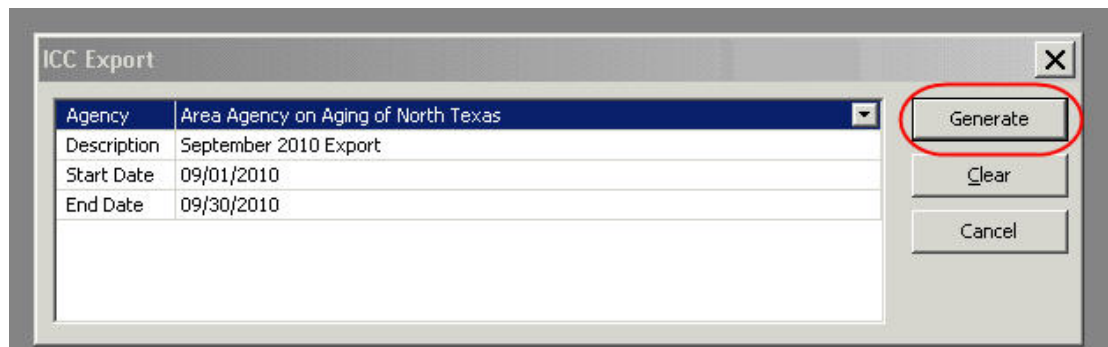 ICC Export
Agency Area Agency on Aging of North Texas
Description September 2010 Export
Start Date 09/01/2010
End Date 09/30/2010
Generate
Clear
Cancel